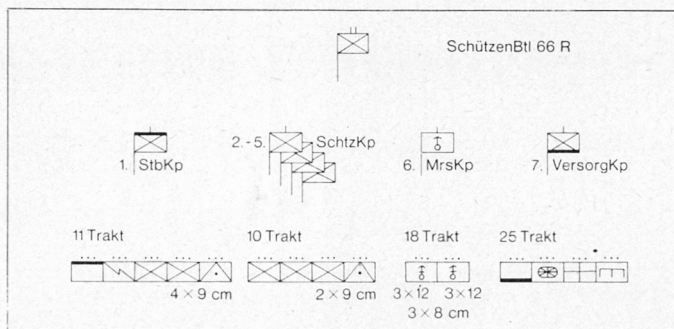 SchützenBtl 66 R
1. StbKp
2.-5. SchtzKp
6. MrsKp
7. VersorgKp
11 Trakt
10 Trakt
18 Trakt
25 Trakt
4×9 cm
2×9 cm
3×12 3×12
3×8 cm